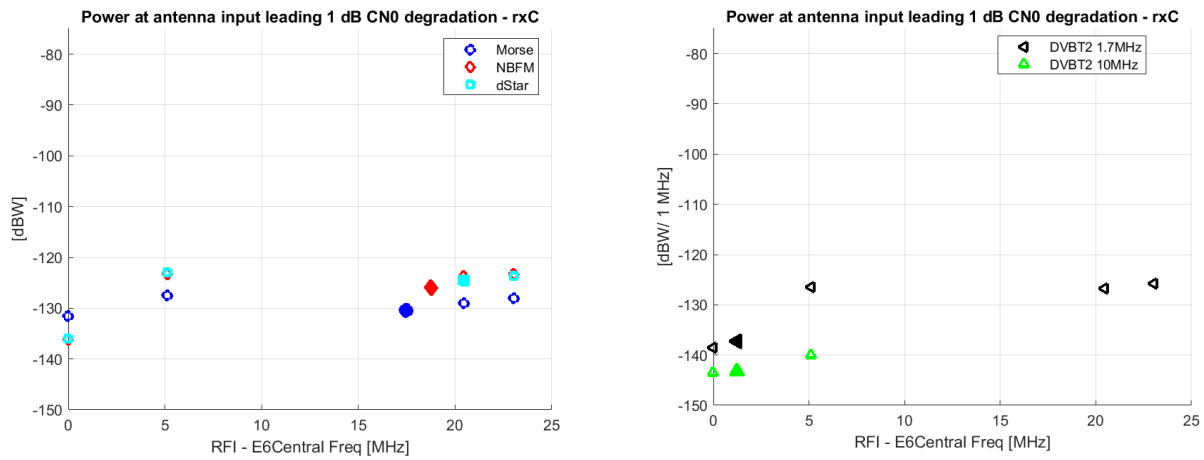 Power at antenna input leading 1 dB CN0 degradation - rxC
Morse
NBFM
dStar
-80
-90
-100
-110
-120
-130
-140
-150
[dBW]
0
5
10
15
20
25
RFI - E6Central Freq [MHz]
Power at antenna input leading 1 dB CN0 degradation - rxC
DVBT2 1.7MHz
DVBT2 10MHz
-80
-90
-100
-110
-120
-130
-140
-150
[dBW/ 1 MHz]
0
5
10
15
20
25
RFI - E6Central Freq [MHz]